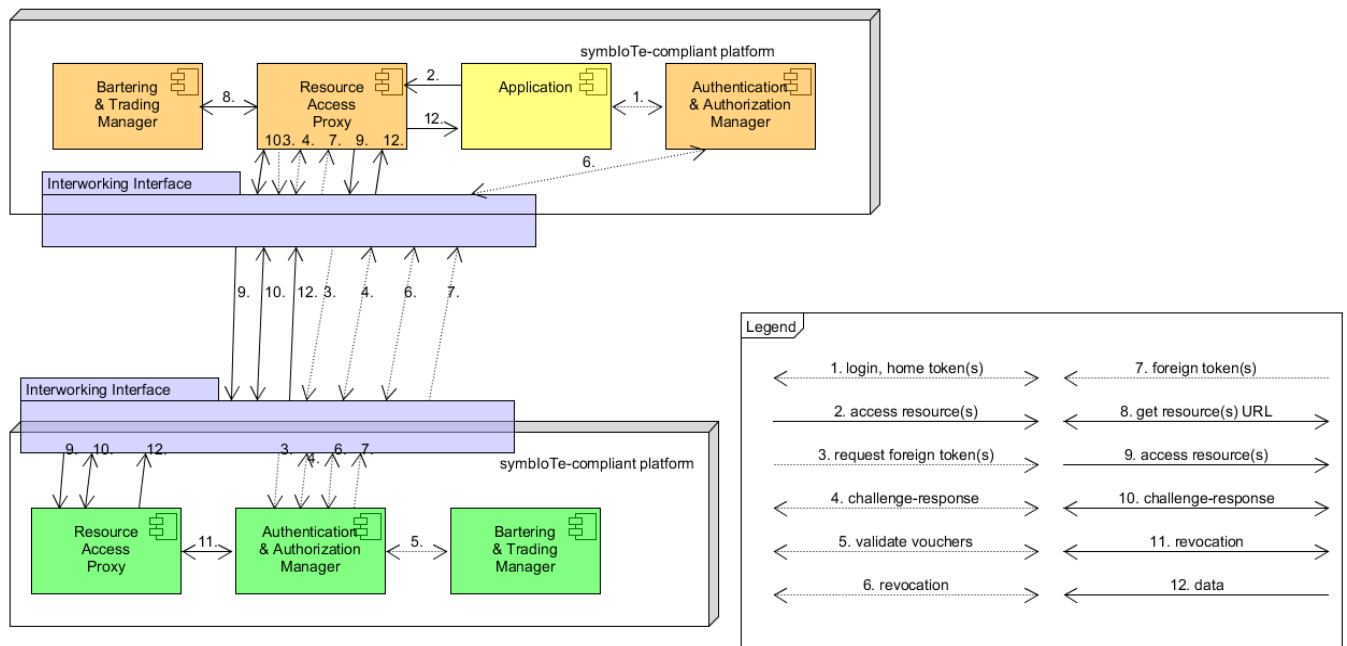 symbIoTe-compliant platform
Bartering
& Trading
Manager
8.
Resource
Access
Proxy
2.
12.
Application
1.
Authentication
& Authorization
Manager
10.
3.
4.
7.
9.
12.
6.
Interworking Interface
9.
10.
12.
3.
4.
6.
7.
Interworking Interface
9.
10.
12.
3.
4.
6.
7.
symbIoTe-compliant platform
Resource
Access
Proxy
11.
Authentication
& Authorization
Manager
5.
Bartering
& Trading
Manager
Legend
1. login, home token(s)
7. foreign token(s)
2. access resource(s)
8. get resource(s) URL
3. request foreign token(s)
9. access resource(s)
4. challenge-response
10. challenge-response
5. validate vouchers
11. revocation
6. revocation
12. data